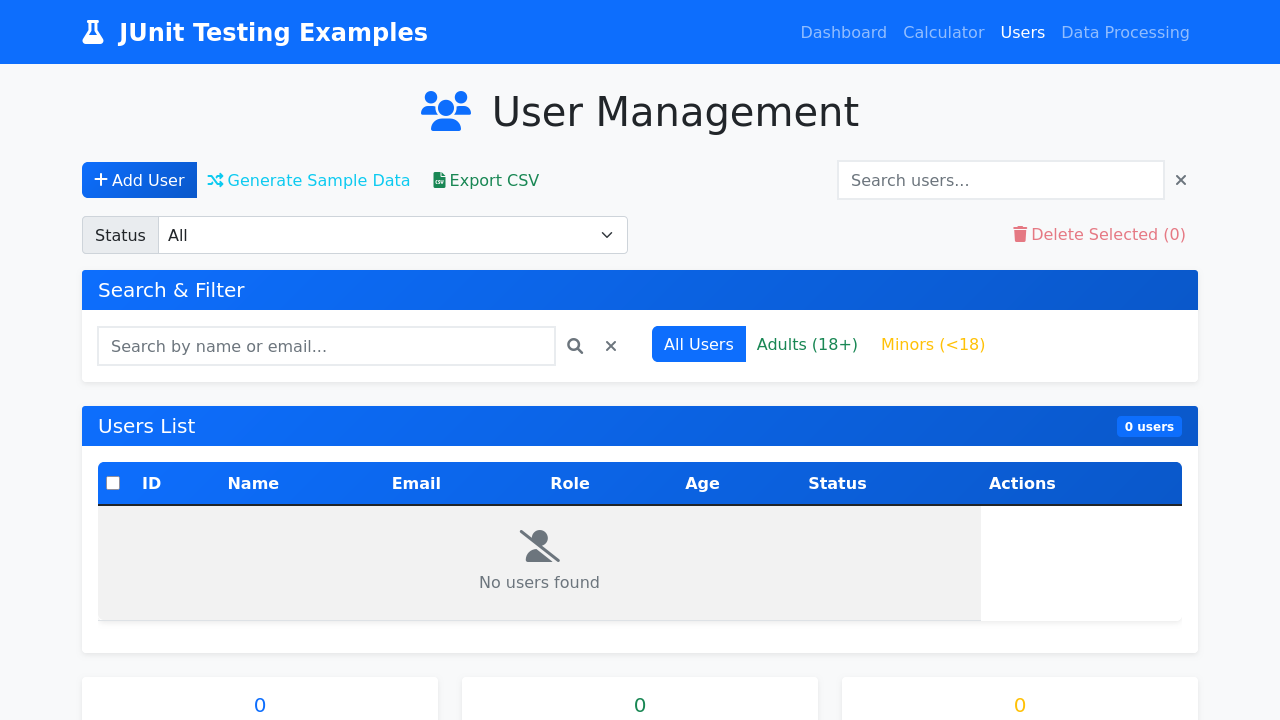 JUnit Testing Examples
Dashboard Calculator Users Data Processing
User Management
Add User Generate Sample Data Export CSV Search users...
Status All Delete Selected (0)
Search & Filter
Search by name or email... All Users Adults (18+) Minors (<18)
Users List 0 users
ID Name Email Role Age Status Actions
No users found
0 0 0